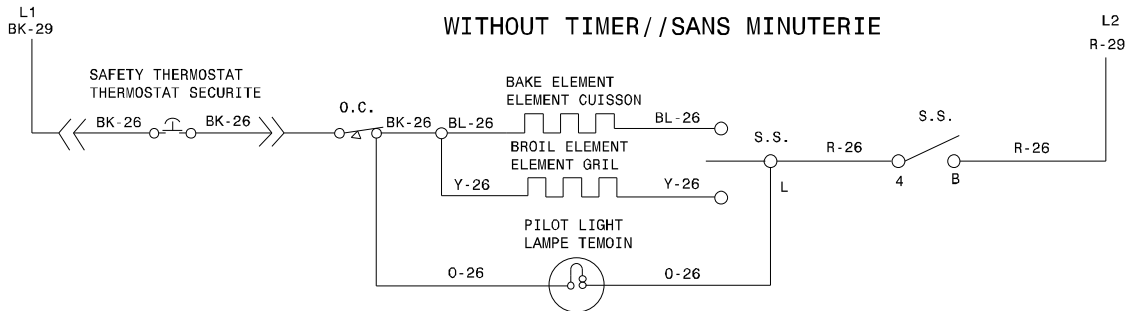 L1
BK-29
WITHOUT TIMER//SANS MINUTERIE
L2
R-29
SAFETY THERMOSTAT
THERMOSTAT SECURITE
BK-26
BK-26
O.C.
BK-26
BL-26
BAKE ELEMENT
ELEMENT CUISSON
BL-26
BROIL ELEMENT
ELEMENT GRIL
Y-26
Y-26
S.S.
L
R-26
S.S.
4
B
R-26
PILOT LIGHT
LAMPE TEMOIN
O-26
O-26